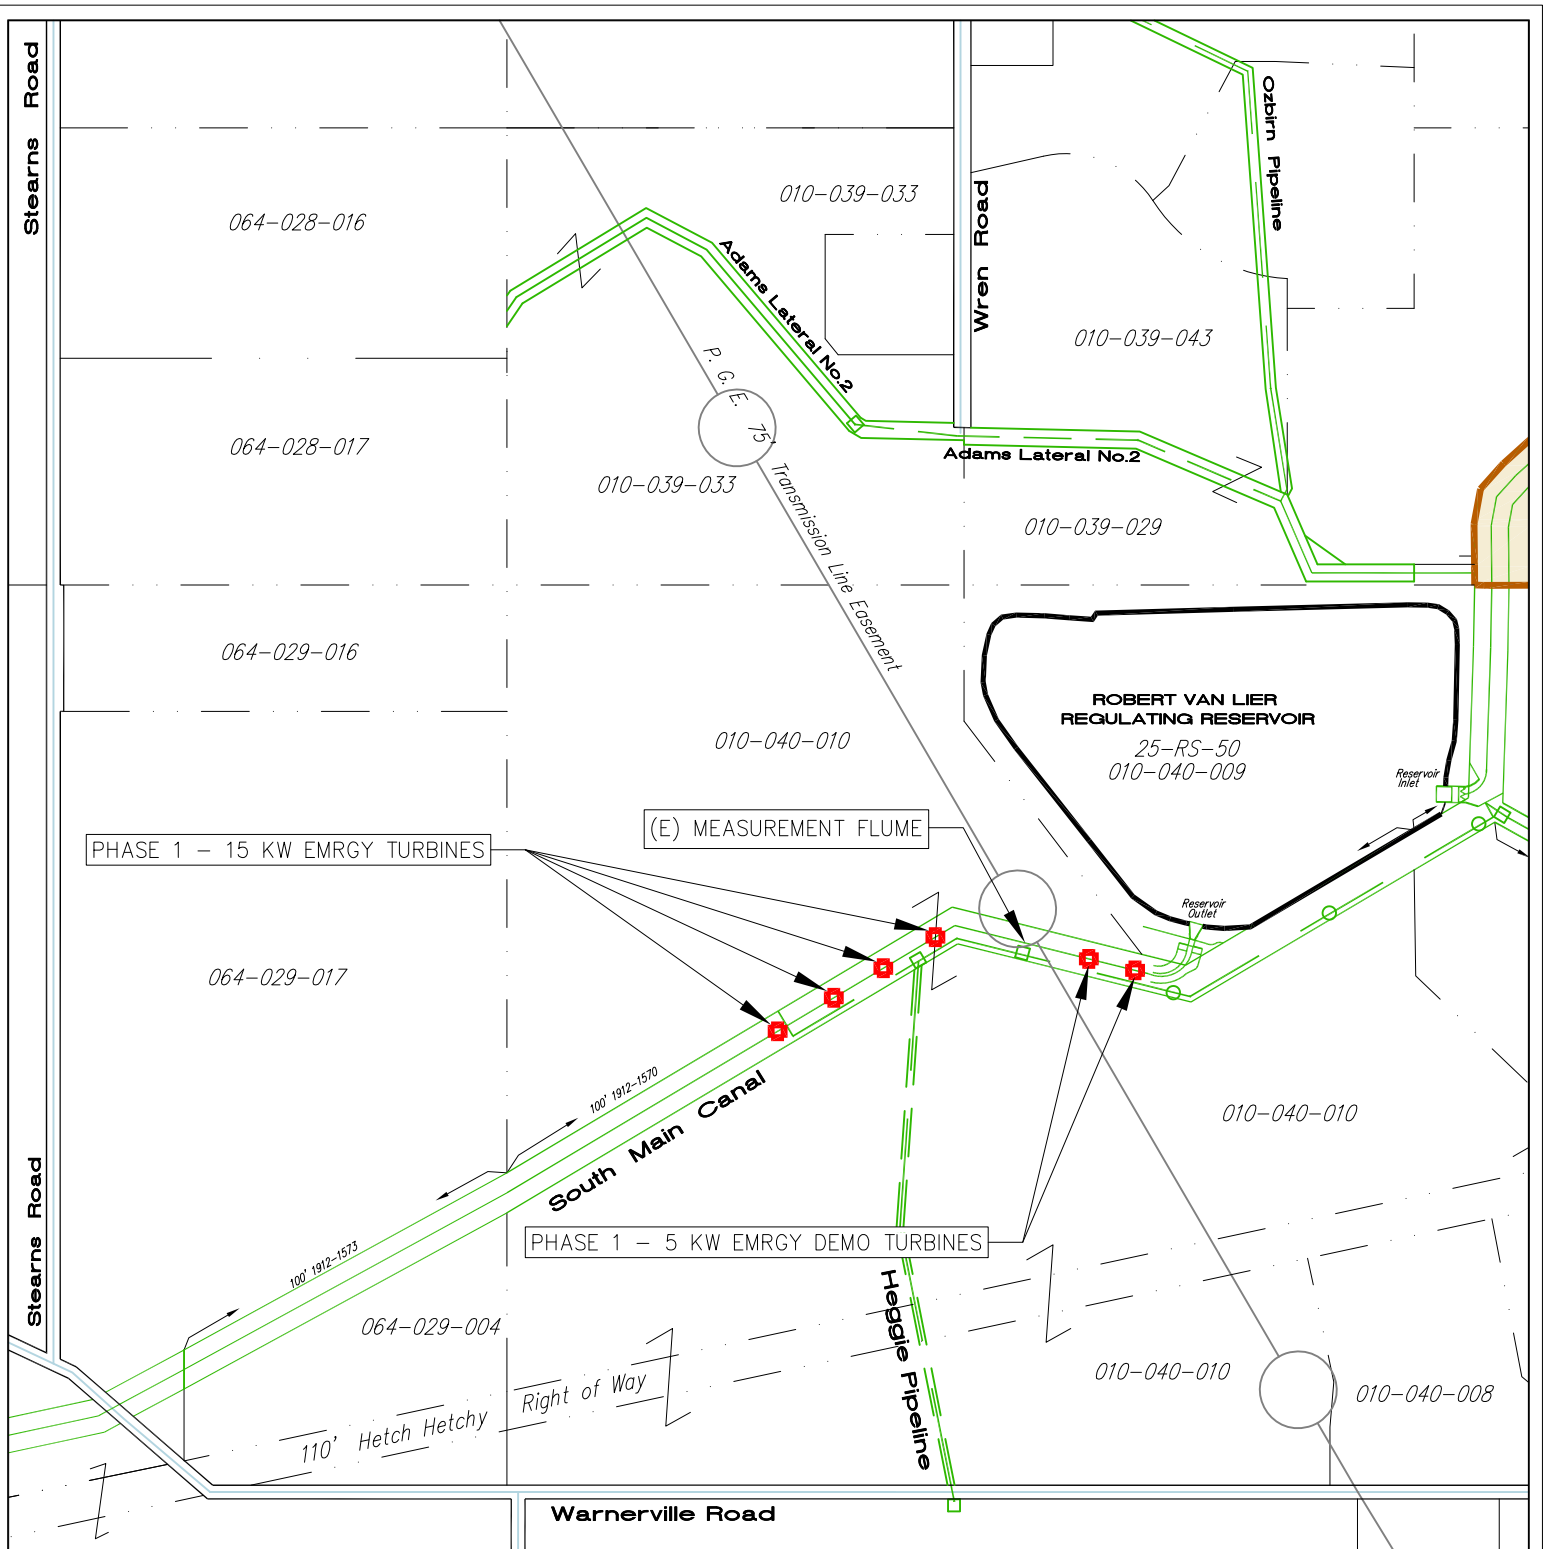 Stearns Road
Ozbirn Pipeline
064-028-016
010-039-033
Wren Road
Adams Lateral No.2
010-039-043
P. G. E. 75' Transmission Line Easement
064-028-017
010-039-033
Adams Lateral No.2
010-039-029
064-029-016
010-040-010
ROBERT VAN LIER
REGULATING RESERVOIR
25-RS-50
010-040-009
Reservoir
Inlet
(E) MEASUREMENT FLUME
PHASE 1 - 15 KW EMRGY TURBINES
Reservoir
Outlet
064-029-017
100' 1912-1570
South Main Canal
010-040-010
Stearns Road
PHASE 1 - 5 KW EMRGY DEMO TURBINES
100' 1912-1573
064-029-004
Heggie Pipeline
010-040-010
010-040-008
110' Hetch Hetchy Right of Way
Warnerville Road